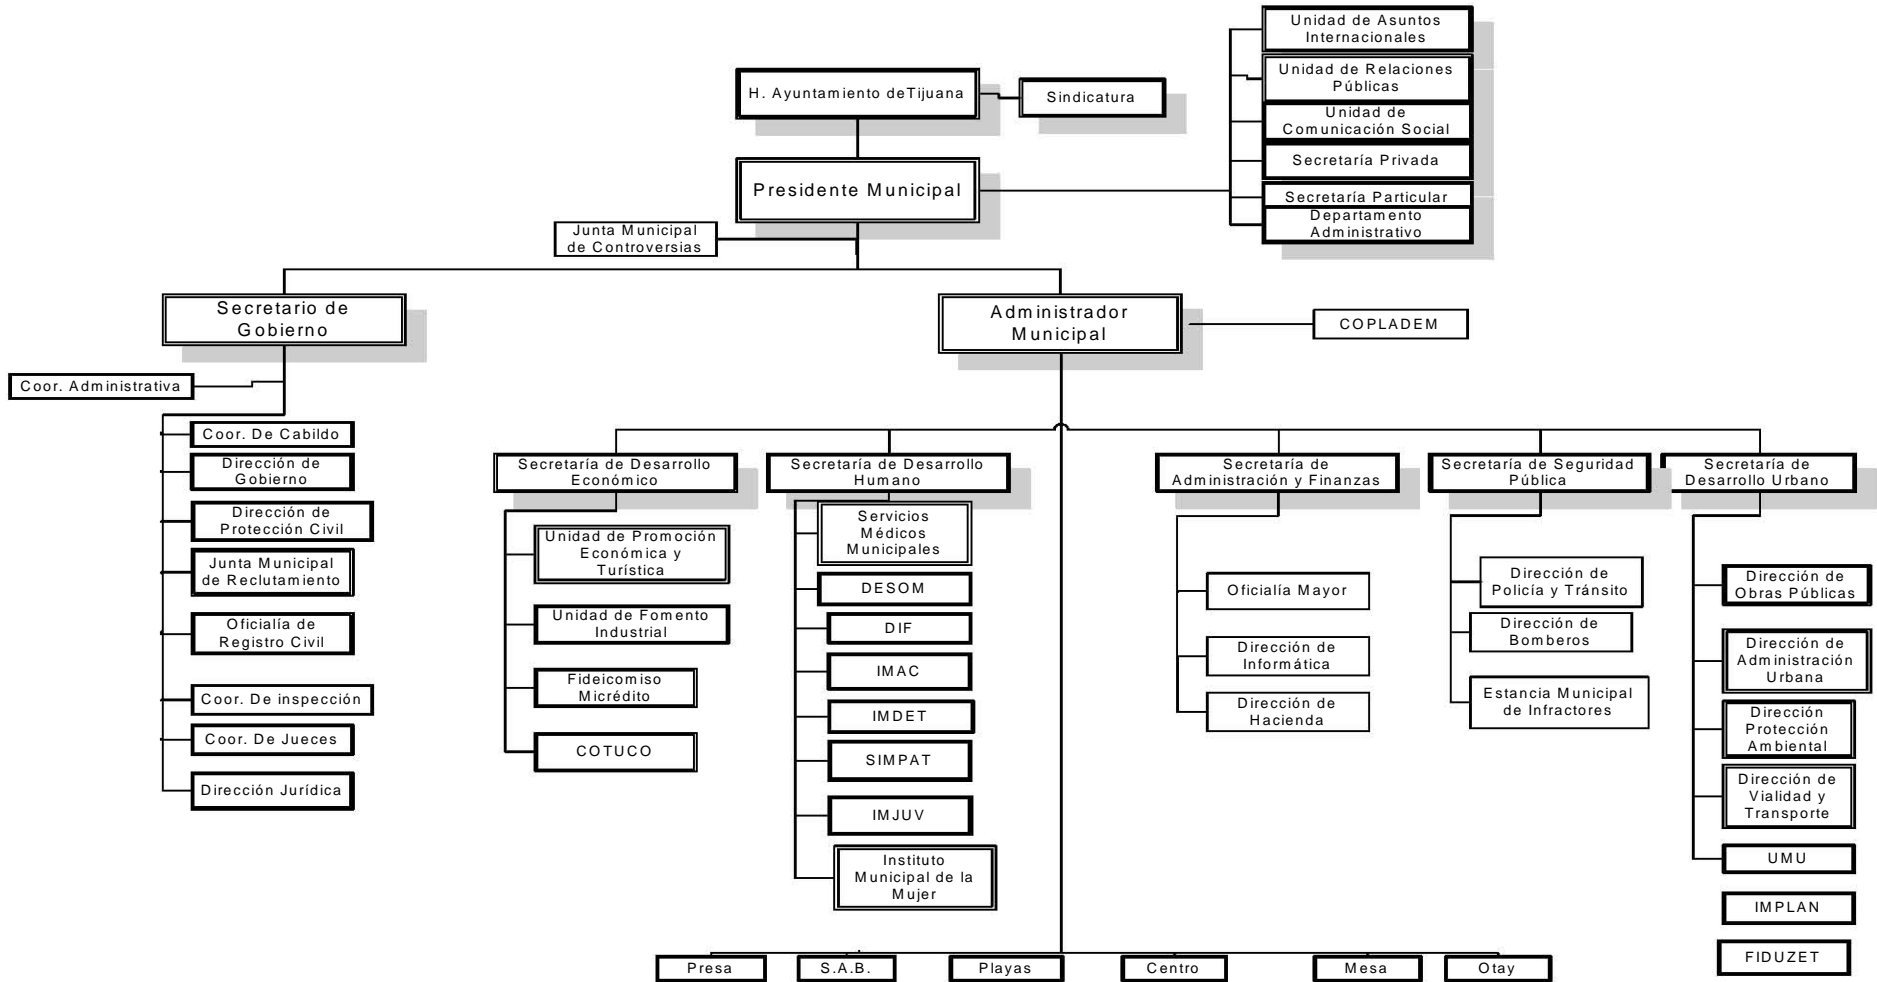 Unidad de Asuntos
Internacionales
Unidad de Relaciones
Públicas
Unidad de
Comunicación Social
Secretaría Privada
Secretaría Particular
Departamento
Administrativo
H. Ayuntamiento deTijuana
Sindicatura
Presidente Municipal
Junta Municipal
de Controversias
Secretario de
Gobierno
Administrador
Municipal
COPLADEM
Coor. Administrativa
Coor. De Cabildo
Dirección de
Gobierno
Dirección de
Protección Civil
Junta Municipal
de Reclutamiento
Oficialía de
Registro Civil
Coor. De inspección
Coor. De Jueces
Dirección Jurídica
Secretaría de Desarrollo
Económico
Unidad de Promoción
Económica y
Turística
Unidad de Fomento
Industrial
Fideicomiso
Micrédito
COTUCO
Secretaría de Desarrollo
Humano
Servicios
Médicos
Municipales
DESOM
DIF
IMAC
IMDET
SIMPAT
IMJUV
Instituto
Municipal de la
Mujer
Secretaría de
Administración y Finanzas
Oficialía Mayor
Dirección de
Informática
Dirección de
Hacienda
Secretaría de Seguridad
Pública
Dirección de
Policía y Tránsito
Dirección de
Bomberos
Estancia Municipal
de Infractores
Secretaría de
Desarrollo Urbano
Dirección de
Obras Públicas
Dirección de
Administración
Urbana
Dirección
Protección
Ambiental
Dirección de
Vialidad y
Transporte
UMU
IMPLAN
FIDUZET
Presa
S.A.B.
Playas
Centro
Mesa
Otay